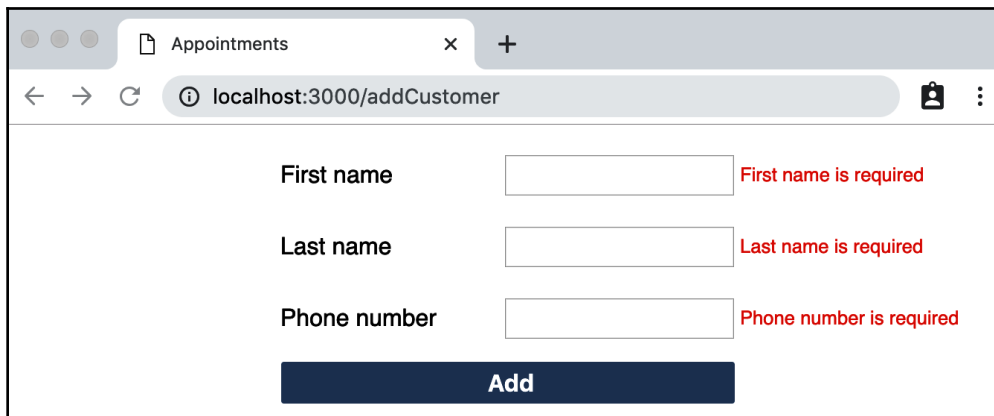 Appointments
localhost:3000/addCustomer
First name First name is required
Last name Last name is required
Phone number Phone number is required
Add